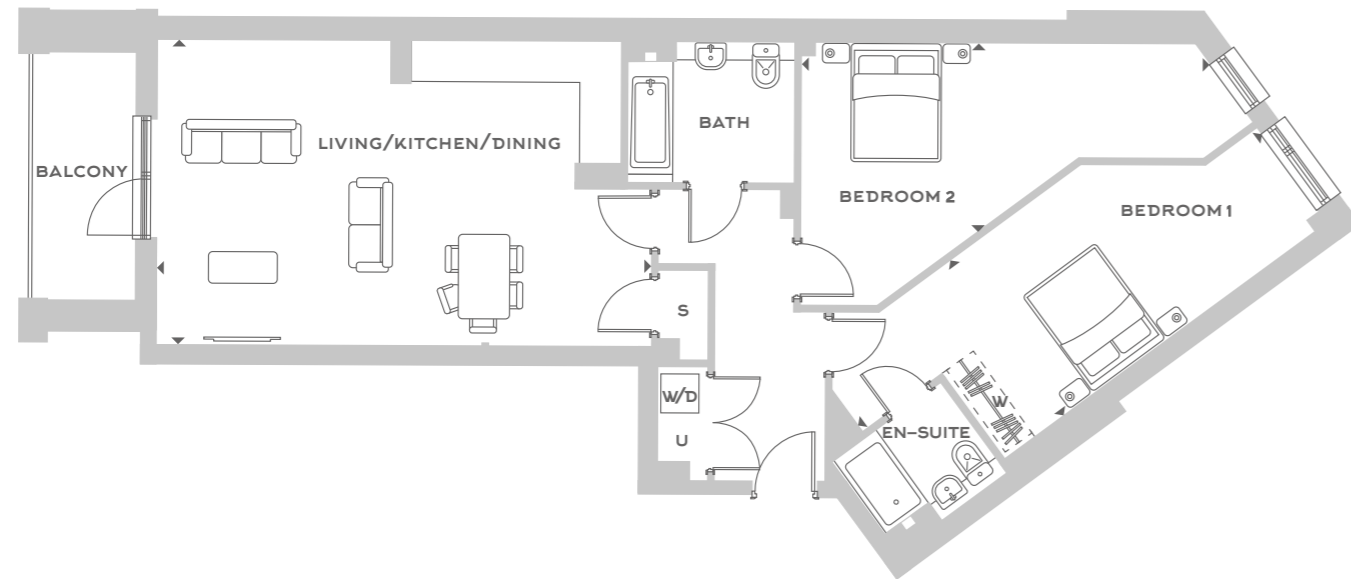 BALCONY
LIVING/KITCHEN/DINING
BATH
BEDROOM 2
BEDROOM 1
S
W/D
U
EN-SUITE
W